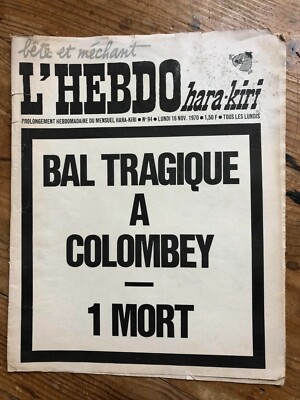 bête et méchant
L'HEBDO hara-kiri
PROLONGEMENT HEBDOMADAIRE DU MENSUEL HARA-KIRI ● N° 94 ● LUNDI 16 NOV. 1970 ● 1,50 F ● TOUS LES LUNDIS
BAL TRAGIQUE
A
COLOMBEY
—
1 MORT